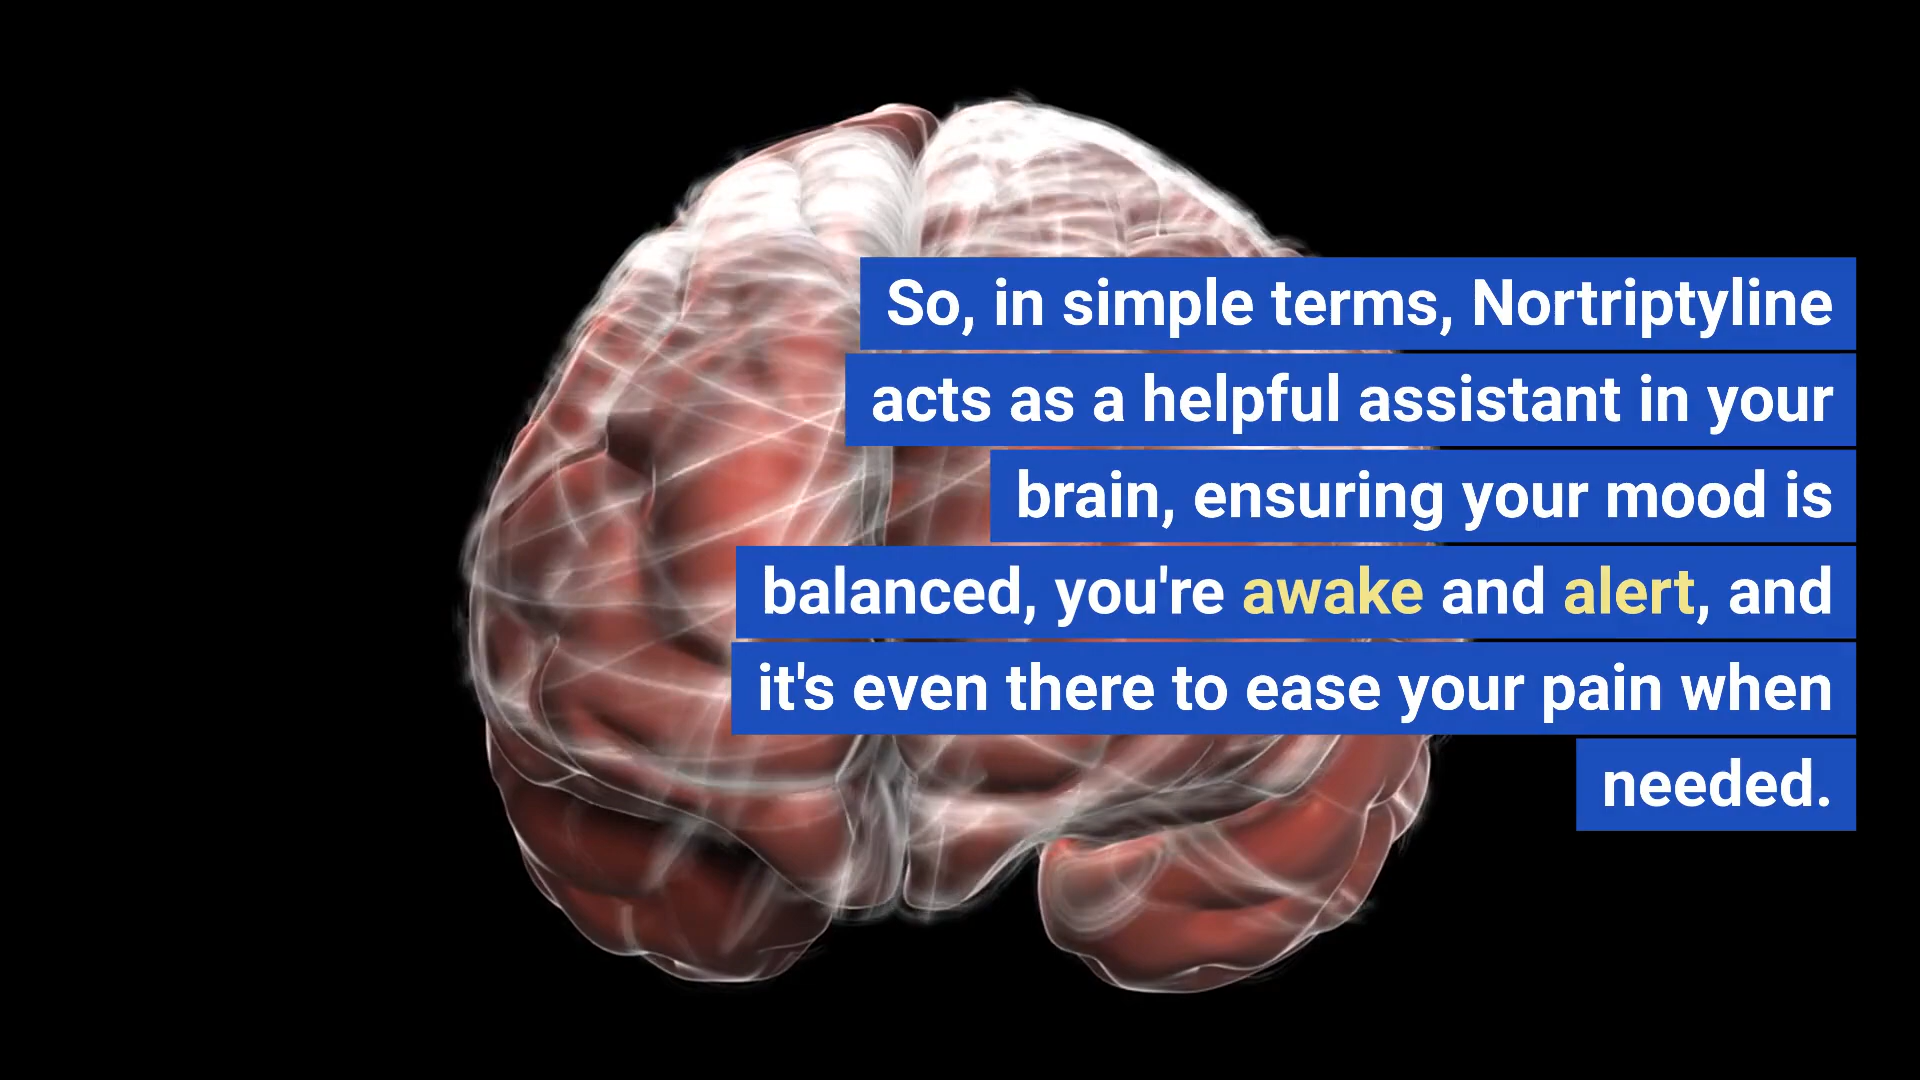 So, in simple terms, Nortriptyline
acts as a helpful assistant in your
brain, ensuring your mood is
balanced, you're awake and alert, and
it's even there to ease your pain when
needed.